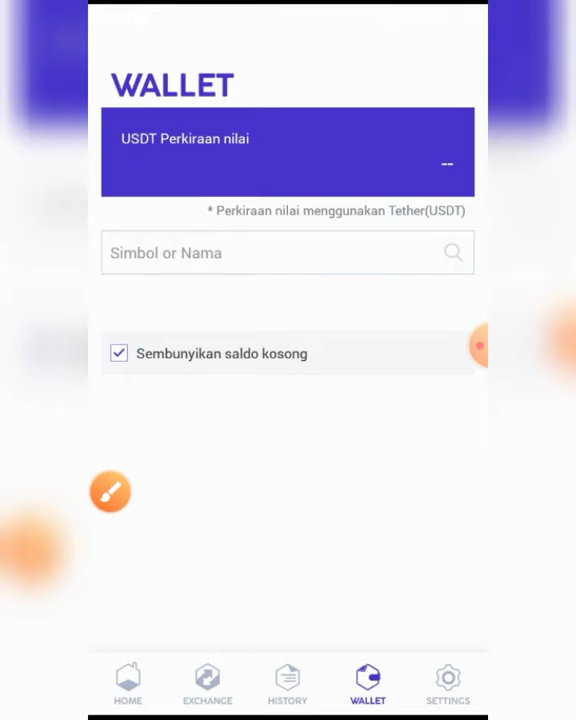 WALLET
USDT Perkiraan nilai
--
* Perkiraan nilai menggunakan Tether(USDT)
Simbol or Nama
Sembunyikan saldo kosong
HOME EXCHANGE HISTORY WALLET SETTINGS